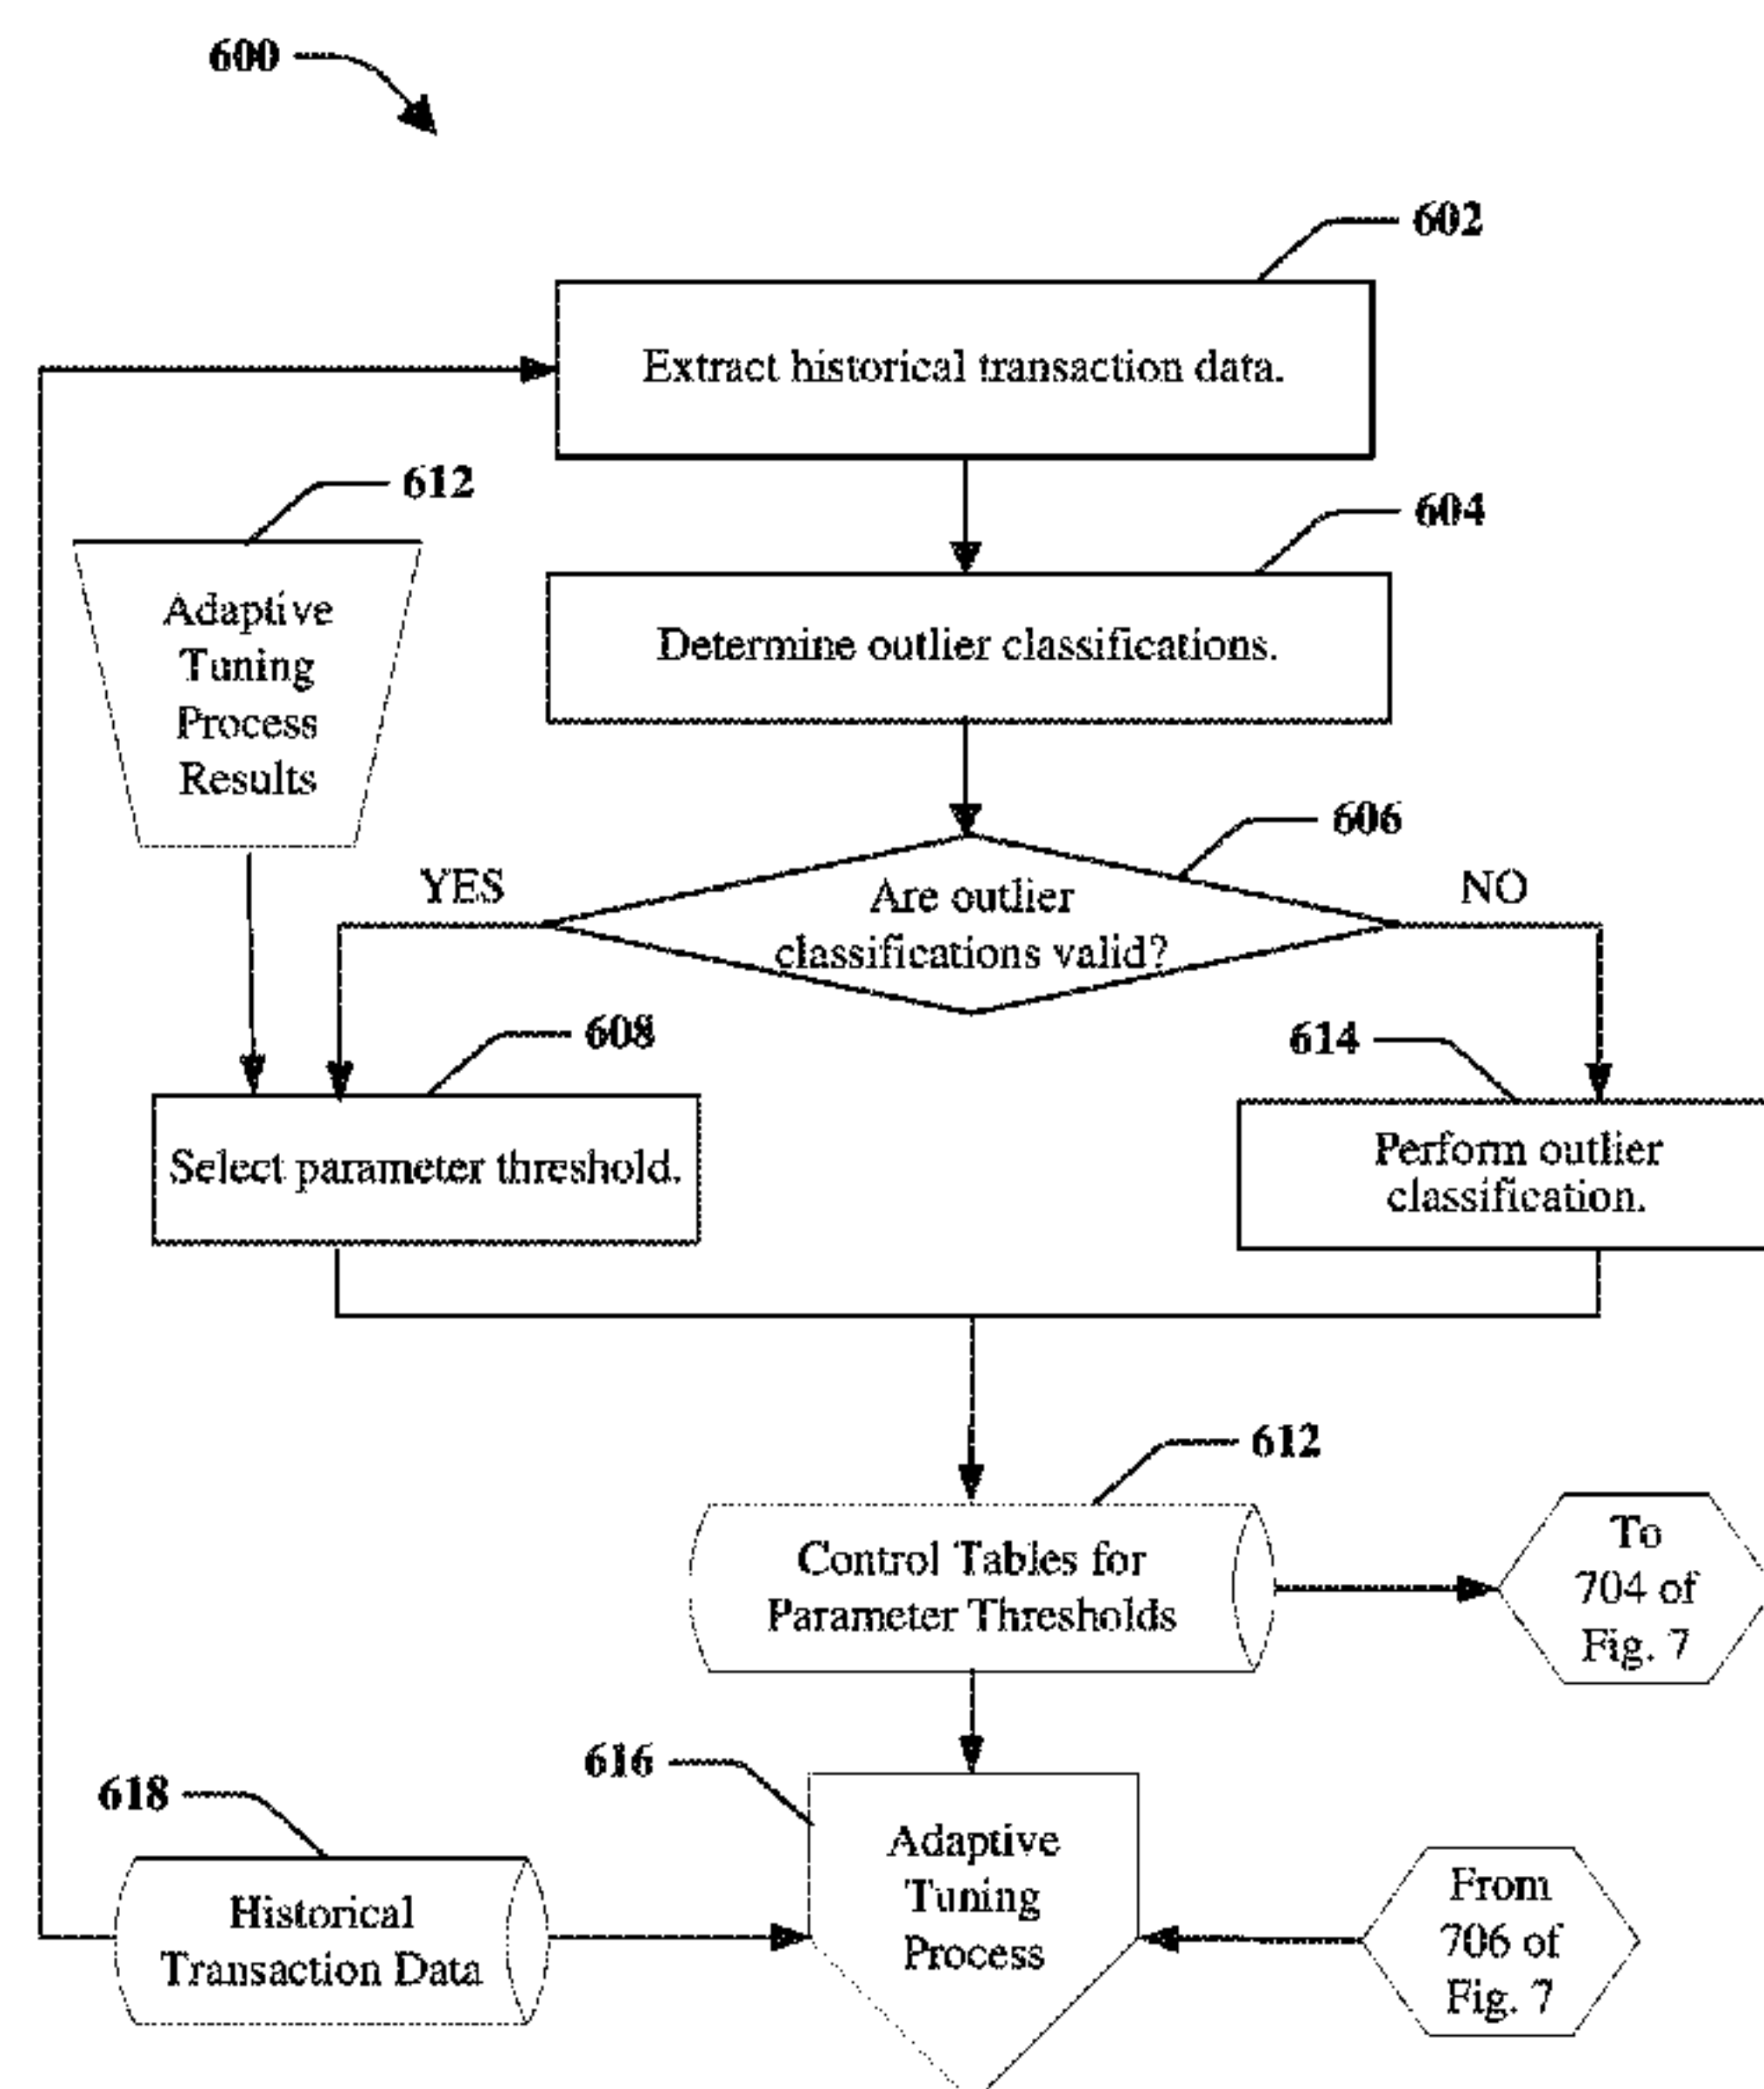 600
602
Extract historical transaction data.
612
604
Adaptive
Tuning
Process
Results
Determine outlier classifications.
606
YES
Are outlier
classifications valid?
NO
608
614
Select parameter threshold.
Perform outlier
classification.
612
Control Tables for
Parameter Thresholds
To
704 of
Fig. 7
616
618
Adaptive
Tuning
Process
Historical
Transaction Data
From
706 of
Fig. 7